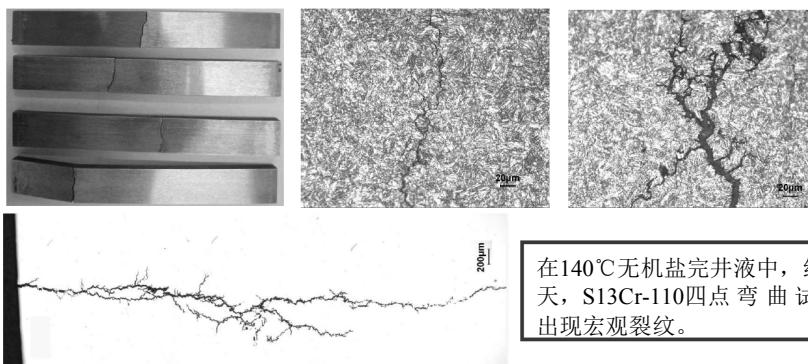 20μm
20μm
200μm
在140℃无机盐完井液中，
天，S13Cr-110四点弯曲试
出现宏观裂纹。